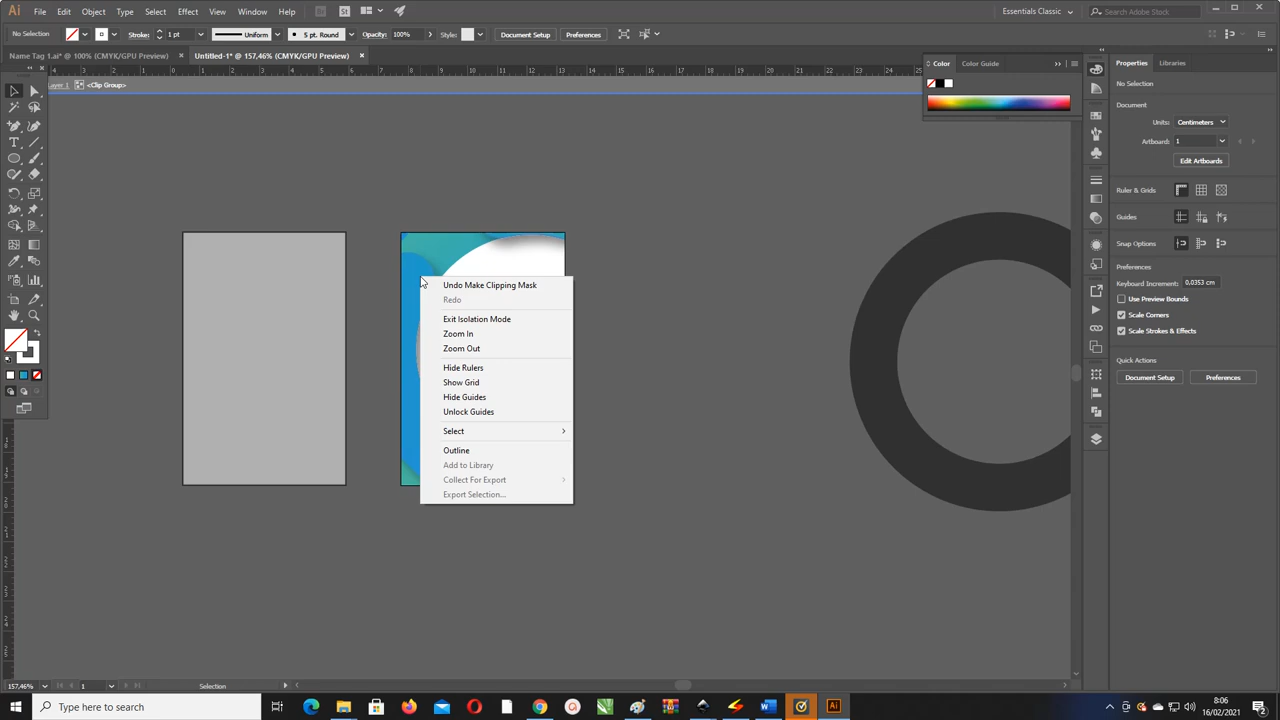 Ai File Edit Object Type Select Effect View Window Help Br St Essentials Classic Search Adobe Stock
No Selection Stroke: 1 pt Uniform 5 pt. Round Opacity: 100% Style: Document Setup Preferences
Name Tag 1.ai* @ 100% (CMYK/GPU Preview) Untitled-1* @ 157,46% (CMYK/GPU Preview)
Color Color Guide
Properties Libraries
ayer 1 <Clip Group>
No Selection
Document
Units: Centimeters
Artboard: 1
Edit Artboards
Ruler & Grids
Guides
Snap Options
Preferences
Keyboard Increment: 0,0353 cm
Use Preview Bounds
Scale Corners
Scale Strokes & Effects
Quick Actions
Document Setup Preferences
Undo Make Clipping Mask
Redo
Exit Isolation Mode
Zoom In
Zoom Out
Hide Rulers
Show Grid
Hide Guides
Unlock Guides
Select
Outline
Add to Library
Collect For Export
Export Selection...
157,46% 1 Selection
Type here to search
8:06
16/02/2021